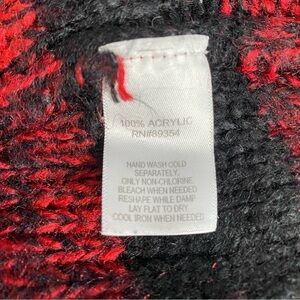 100% ACRYLIC
RN#89354
HAND WASH COLD
SEPARATELY,
ONLY NON-CHLORINE
BLEACH WHEN NEEDED
RESHAPE WHILE DAMP
LAY FLAT TO DRY
COOL IRON WHEN NEEDED